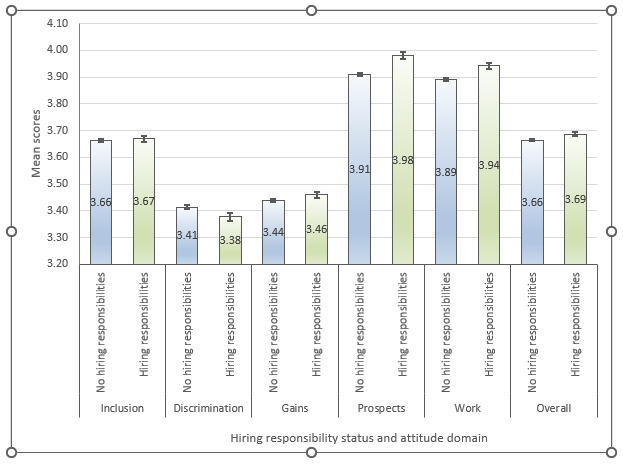 4.10
4.00
3.90
3.80
3.70
3.60
3.50
3.40
3.30
3.20
Mean scores
3.66
3.67
3.41
3.38
3.44
3.46
3.91
3.98
3.89
3.94
3.66
3.69
No hiring responsibilities
Hiring responsibilities
No hiring responsibilities
Hiring responsibilities
No hiring responsibilities
Hiring responsibilities
No hiring responsibilities
Hiring responsibilities
No hiring responsibilities
Hiring responsibilities
No hiring responsibilities
Hiring responsibilities
Inclusion
Discrimination
Gains
Prospects
Work
Overall
Hiring responsibility status and attitude domain